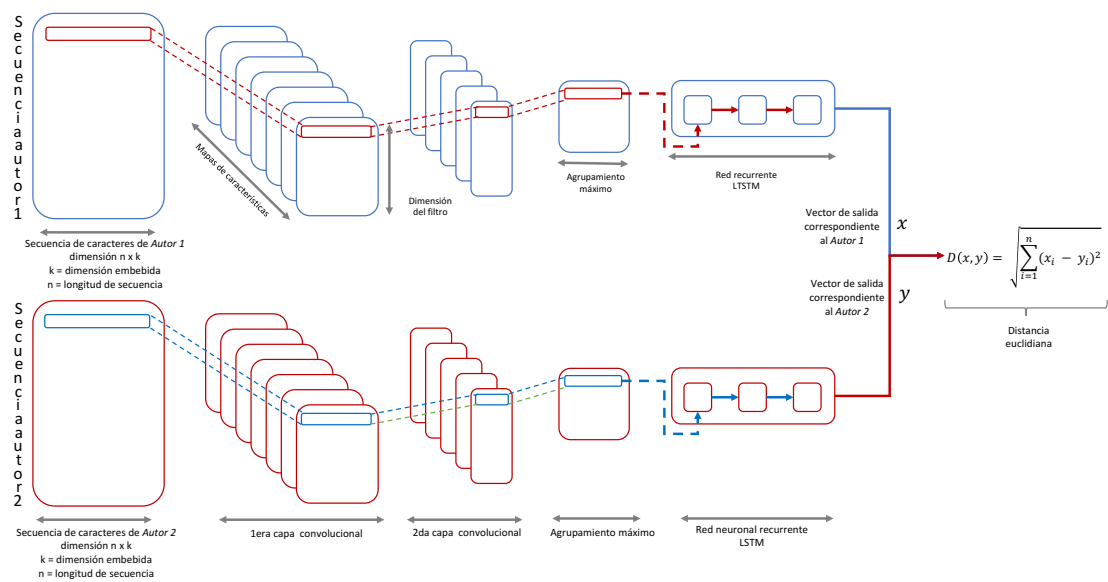 Secuencia autor 1
Mapas de características
Dimensión
del filtro
Agrupamiento
máximo
Red recurrente
LTSTM
Secuencia de caracteres de Autor 1
dimensión n x k
k = dimensión embebida
n = longitud de secuencia
Vector de salida
correspondiente
al Autor 1
x
D(x, y) = √∑ⁿᵢ₌₁(xᵢ − yᵢ)²
Vector de salida
correspondiente
al Autor 2
y
Distancia
euclidiana
Secuencia autor 2
Secuencia de caracteres de Autor 2
dimensión n x k
k = dimensión embebida
n = longitud de secuencia
1era capa convolucional
2da capa convolucional
Agrupamiento máximo
Red neuronal recurrente
LSTM